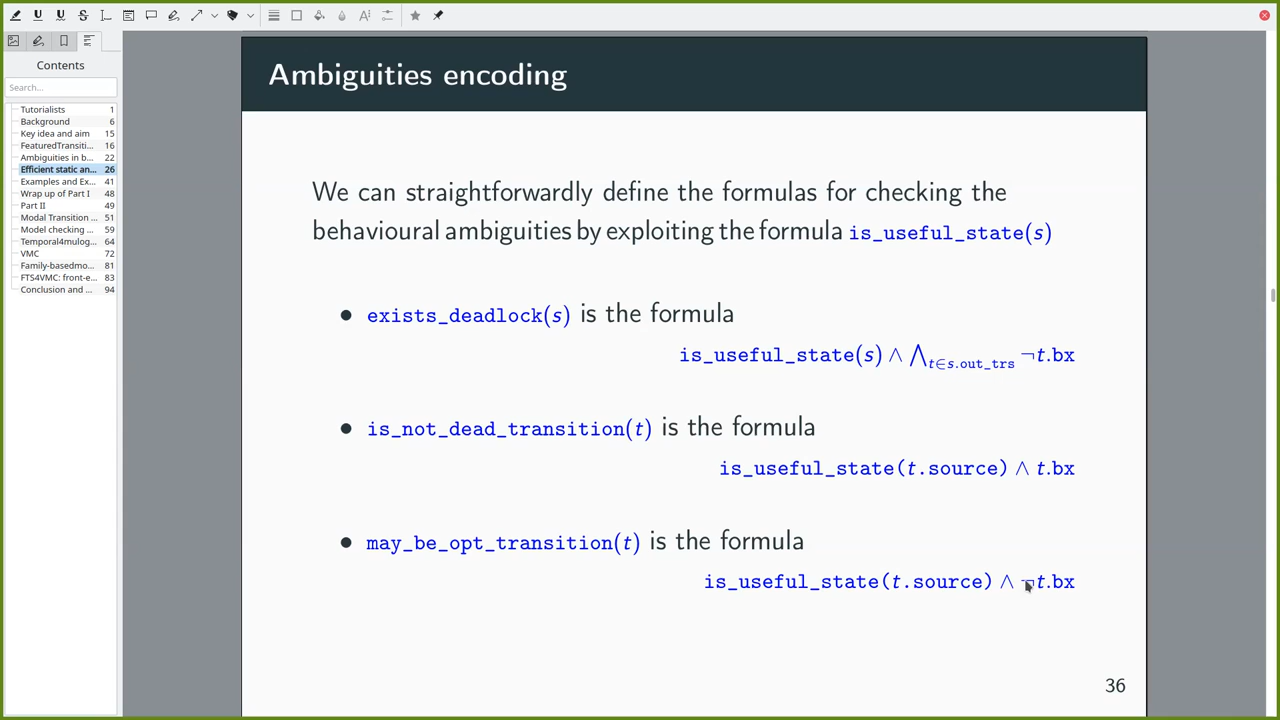 Contents
Search...
Tutorialists 1
Background 6
Key idea and aim 15
FeaturedTransiti... 16
Ambiguities in b... 22
Efficient static an... 26
Examples and Ex... 41
Wrap up of Part I 48
Part II 49
Modal Transition ... 51
Model checking ... 59
Temporal4mulog... 64
VMC 72
Family-basedmo... 81
FTS4VMC: front-e... 83
Conclusion and ... 94
Ambiguities encoding
We can straightforwardly define the formulas for checking the
behavioural ambiguities by exploiting the formula is_useful_state(s)
● exists_deadlock(s) is the formula
is_useful_state(s) ∧ ⋀t∈s.out_trs ¬t.bx
● is_not_dead_transition(t) is the formula
is_useful_state(t.source) ∧ t.bx
● may_be_opt_transition(t) is the formula
is_useful_state(t.source) ∧ ¬t.bx
36